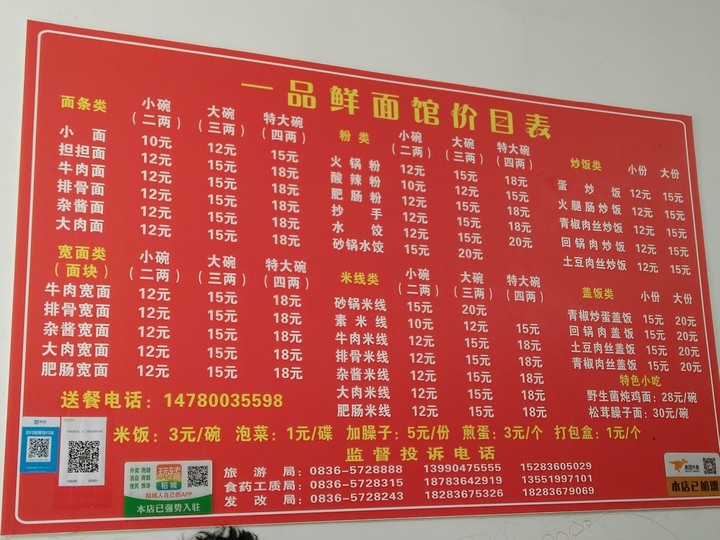 一品鲜面馆价目表
面条类 小碗（二两） 大碗（三两） 特大碗（四两）
小面 10元 12元 15元
担担面 12元 15元 18元
牛肉面 12元 15元 18元
排骨面 12元 15元 18元
杂酱面 12元 15元 18元
大肉面 12元 15元 18元
宽面类（面块） 小碗（二两） 大碗（三两） 特大碗（四两）
牛肉宽面 12元 15元 18元
排骨宽面 12元 15元 18元
杂酱宽面 12元 15元 18元
大肉宽面 12元 15元 18元
肥肠宽面 12元 15元 18元
粉类 小碗（二两） 大碗（三两） 特大碗（四两）
火锅粉 12元 15元 18元
酸辣粉 10元 12元 15元
肥肠粉 12元 15元 18元
抄手 12元 15元 18元
水饺 12元 15元 20元
砂锅水饺 15元 20元
米线类 小碗（二两） 大碗（三两） 特大碗（四两）
砂锅米线 15元 20元
素米线 10元 12元 15元
牛肉米线 12元 15元 18元
排骨米线 12元 15元 18元
杂酱米线 12元 15元 18元
大肉米线 12元 15元 18元
肥肠米线 12元 15元 18元
炒饭类 小份 大份
蛋炒饭 12元 15元
火腿肠炒饭 12元 15元
青椒肉丝炒饭 12元 15元
回锅肉炒饭 12元 15元
土豆肉丝炒饭 12元 15元
盖饭类 小份 大份
青椒炒蛋盖饭 15元 20元
回锅肉盖饭 15元 20元
土豆肉丝盖饭 15元 20元
青椒肉丝盖饭 15元 20元
特色小吃
野生菌炖鸡面：28元/碗
松茸臊子面：30元/碗
送餐电话：14780035598
米饭：3元/碗 泡菜：1元/碟 加臊子：5元/份 煎蛋：3元/个 打包盒：1元/个
监督投诉电话
旅游局：0836-5728888 13990475555 15283605029
食药工质局：0836-5728315 18783642919 13551997101
发改局：0836-5728243 18283675326 18283679069
稻城人自己的APP
本店已强势入驻
本店已加盟